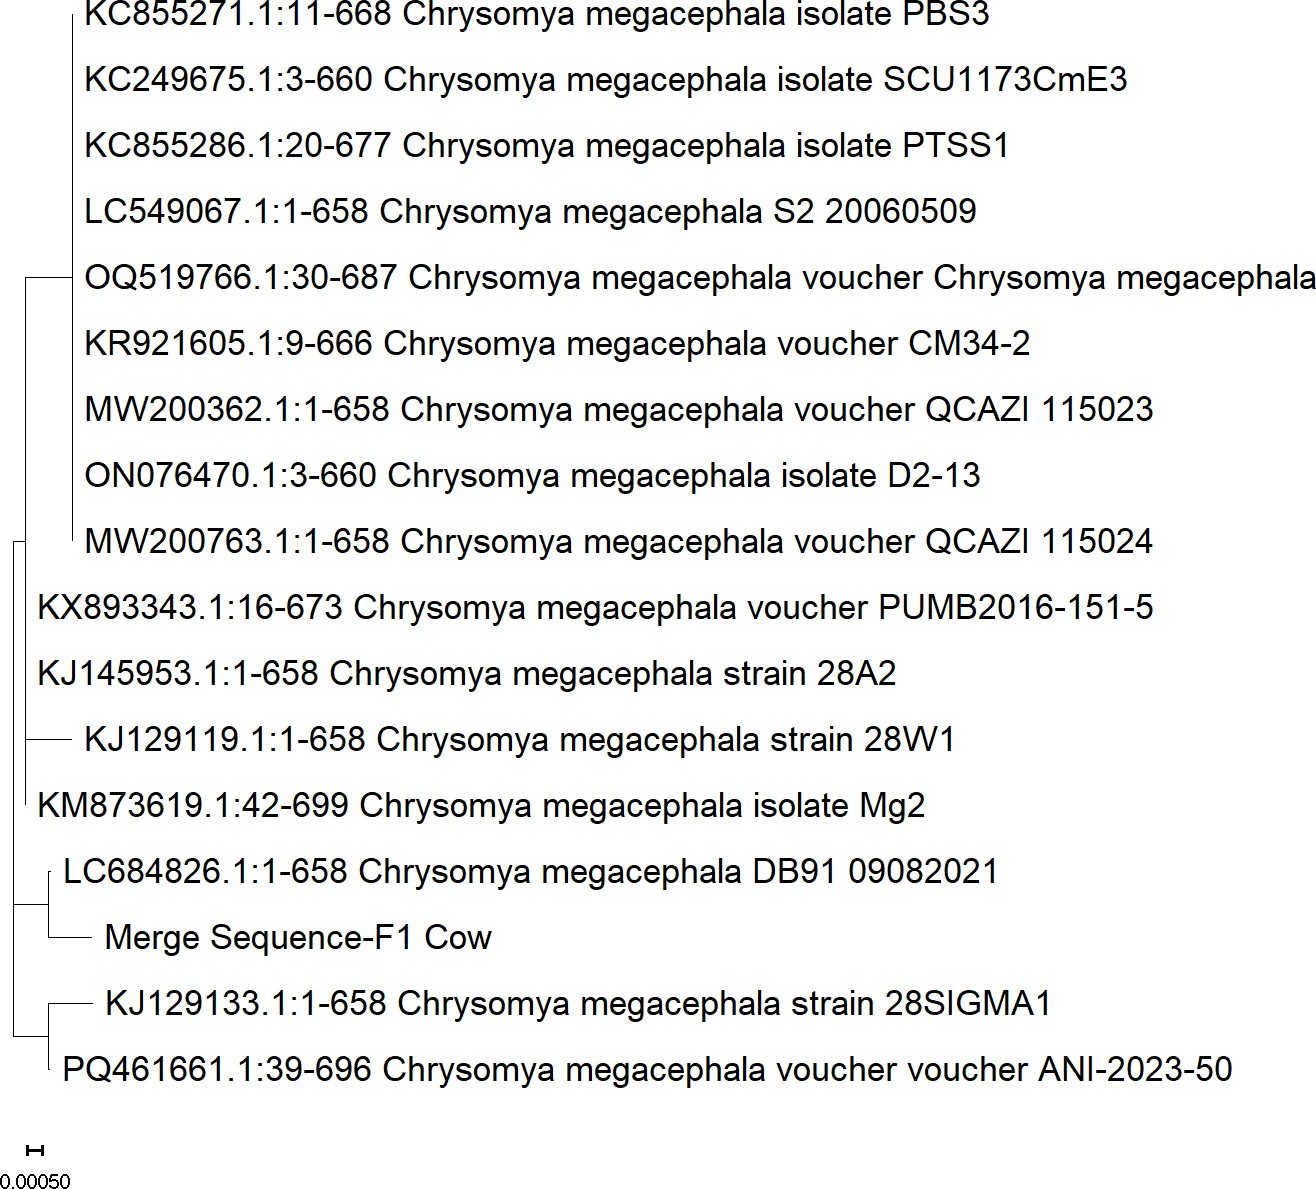 KC855271.1:11-668 Chrysomya megacephala isolate PBS3
KC249675.1:3-660 Chrysomya megacephala isolate SCU1173CmE3
KC855286.1:20-677 Chrysomya megacephala isolate PTSS1
LC549067.1:1-658 Chrysomya megacephala S2 20060509
OQ519766.1:30-687 Chrysomya megacephala voucher Chrysomya megacephala
KR921605.1:9-666 Chrysomya megacephala voucher CM34-2
MW200362.1:1-658 Chrysomya megacephala voucher QCAZI 115023
ON076470.1:3-660 Chrysomya megacephala isolate D2-13
MW200763.1:1-658 Chrysomya megacephala voucher QCAZI 115024
KX893343.1:16-673 Chrysomya megacephala voucher PUMB2016-151-5
KJ145953.1:1-658 Chrysomya megacephala strain 28A2
KJ129119.1:1-658 Chrysomya megacephala strain 28W1
KM873619.1:42-699 Chrysomya megacephala isolate Mg2
LC684826.1:1-658 Chrysomya megacephala DB91 09082021
Merge Sequence-F1 Cow
KJ129133.1:1-658 Chrysomya megacephala strain 28SIGMA1
PQ461661.1:39-696 Chrysomya megacephala voucher voucher ANI-2023-50
0.00050